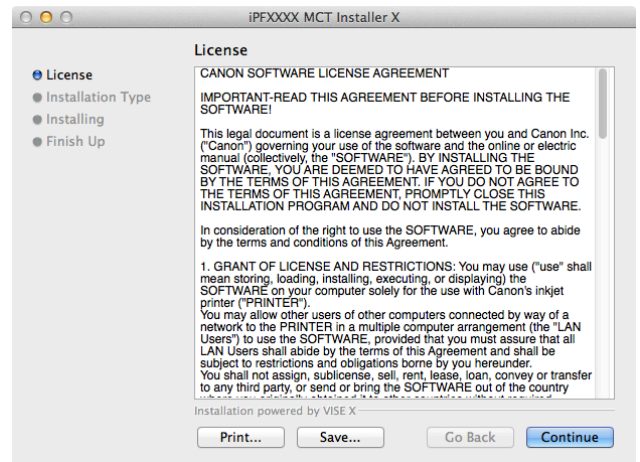 iPFXXXX MCT Installer X
License
License
Installation Type
Installing
Finish Up
CANON SOFTWARE LICENSE AGREEMENT
IMPORTANT-READ THIS AGREEMENT BEFORE INSTALLING THE
SOFTWARE!
This legal document is a license agreement between you and Canon Inc.
("Canon") governing your use of the software and the online or electric
manual (collectively, the "SOFTWARE"). BY INSTALLING THE
SOFTWARE, YOU ARE DEEMED TO HAVE AGREED TO BE BOUND
BY THE TERMS OF THIS AGREEMENT. IF YOU DO NOT AGREE TO
THE TERMS OF THIS AGREEMENT, PROMPTLY CLOSE THIS
INSTALLATION PROGRAM AND DO NOT INSTALL THE SOFTWARE.
In consideration of the right to use the SOFTWARE, you agree to abide
by the terms and conditions of this Agreement.
1. GRANT OF LICENSE AND RESTRICTIONS: You may use ("use" shall
mean storing, loading, installing, executing, or displaying) the
SOFTWARE on your computer solely for the use with Canon's inkjet
printer ("PRINTER").
You may allow other users of other computers connected by way of a
network to the PRINTER in a multiple computer arrangement (the "LAN
Users") to use the SOFTWARE, provided that you must assure that all
LAN Users shall abide by the terms of this Agreement and shall be
subject to restrictions and obligations borne by you hereunder.
You shall not assign, sublicense, sell, rent, lease, loan, convey or transfer
to any third party, or send or bring the SOFTWARE out of the country
where you originally obtained it to other countries without required
Installation powered by VISE X
Print...
Save...
Go Back
Continue